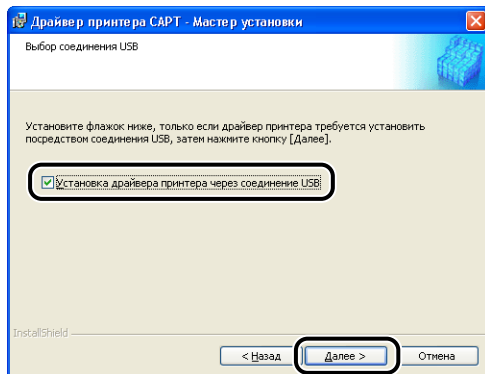 Драйвер принтера CAPT - Мастер установки
Выбор соединения USB
Установите флажок ниже, только если драйвер принтера требуется установить
посредством соединения USB, затем нажмите кнопку [Далее].
Установка драйвера принтера через соединение USB
InstallShield
< Назад
Далее >
Отмена